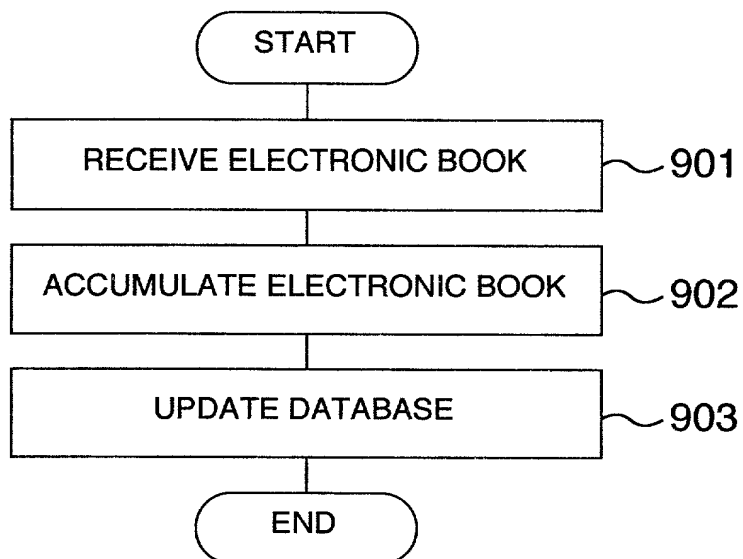 START
RECEIVE ELECTRONIC BOOK 901
ACCUMULATE ELECTRONIC BOOK 902
UPDATE DATABASE 903
END